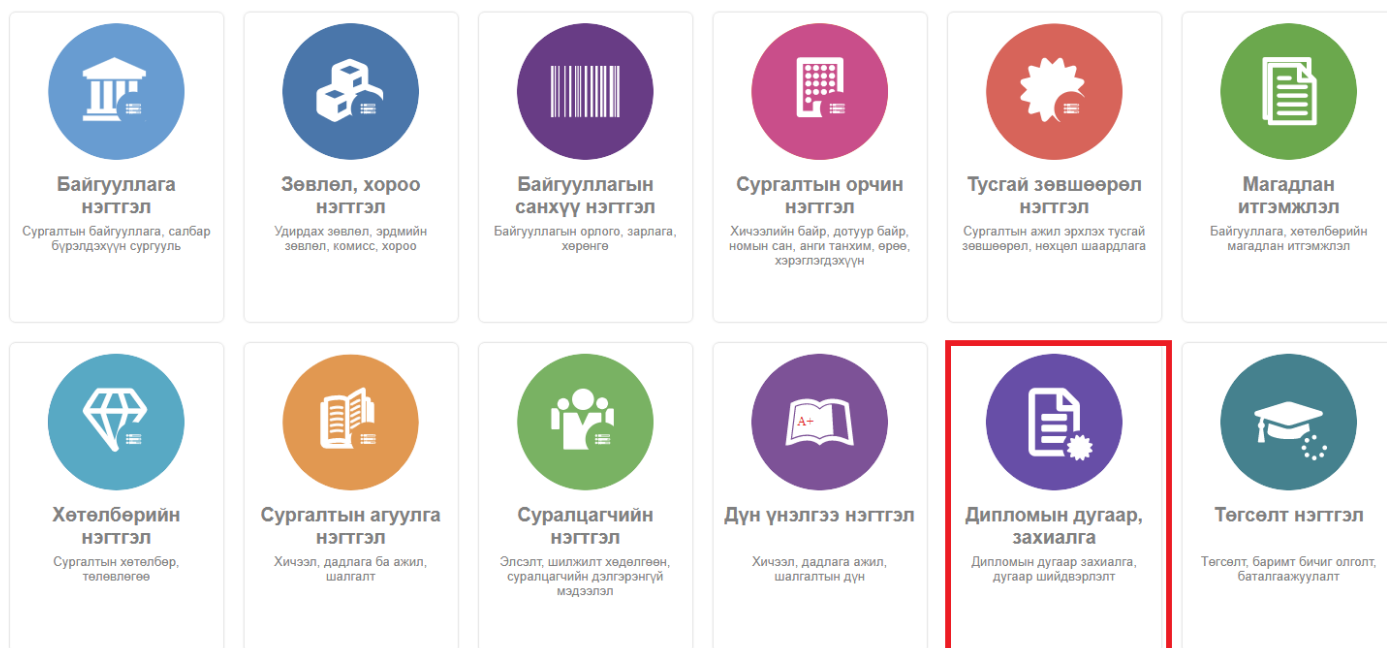 Байгууллага
нэгтгэл
Сургалтын байгууллага, салбар
бүрэлдэхүүн сургууль
Зөвлөл, хороо
нэгтгэл
Удирдах зөвлөл, эрдмийн
зөвлөл, комисс, хороо
Байгууллагын
санхүү нэгтгэл
Байгууллагын орлого, зарлага,
хөрөнгө
Сургалтын орчин
нэгтгэл
Хичээлийн байр, дотуур байр,
номын сан, анги танхим, өрөө,
хэрэглэгдэхүүн
Тусгай зөвшөөрөл
нэгтгэл
Сургалтын ажил эрхлэх тусгай
зөвшөөрөл, нөхцөл шаардлага
Магадлан
итгэмжлэл
Байгууллага, хөтөлбөрийн
магадлан итгэмжлэл
Хөтөлбөрийн
нэгтгэл
Сургалтын хөтөлбөр,
төлөвлөгөө
Сургалтын агуулга
нэгтгэл
Хичээл, дадлага ба ажил,
шалгалт
Суралцагчийн
нэгтгэл
Элсэлт, шилжилт хөдөлгөөн,
суралцагчийн дэлгэрэнгүй
мэдээлэл
A+
Дүн үнэлгээ нэгтгэл
Хичээл, дадлага ажил,
шалгалтын дүн
Дипломын дугаар,
захиалга
Дипломын дугаар захиалга,
дугаар шийдвэрлэлт
Төгсөлт нэгтгэл
Төгсөлт, баримт бичиг олголт,
баталгаажуулалт